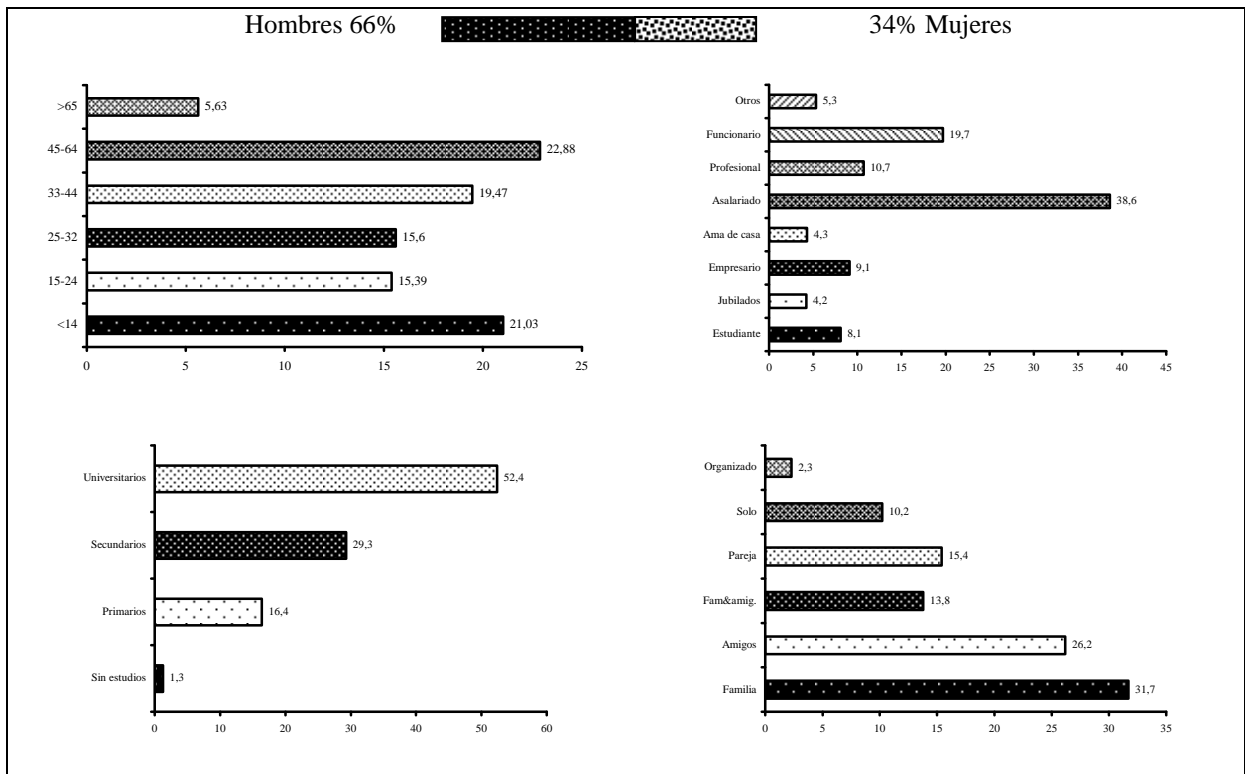 Hombres 66% 34% Mujeres
>65 5,63
45-64 22,88
33-44 19,47
25-32 15,6
15-24 15,39
<14 21,03
0 5 10 15 20 25
Otros 5,3
Funcionario 19,7
Profesional 10,7
Asalariado 38,6
Ama de casa 4,3
Empresario 9,1
Jubilados 4,2
Estudiante 8,1
0 5 10 15 20 25 30 35 40 45
Universitarios 52,4
Secundarios 29,3
Primarios 16,4
Sin estudios 1,3
0 10 20 30 40 50 60
Organizado 2,3
Solo 10,2
Pareja 15,4
Fam&amig. 13,8
Amigos 26,2
Familia 31,7
0 5 10 15 20 25 30 35